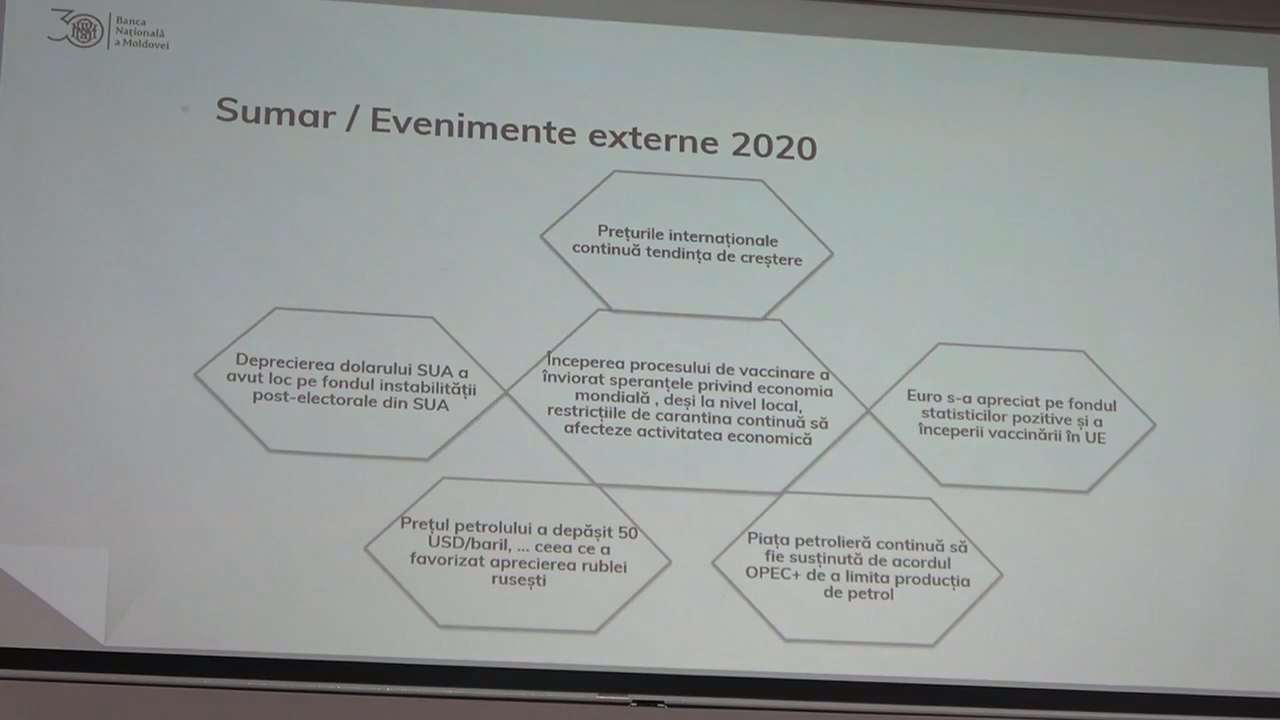 30
Banca
Națională
a Moldovei
Sumar / Evenimente externe 2020
Prețurile internaționale
continuă tendința de creștere
Deprecierea dolarului SUA a
avut loc pe fondul instabilității
post-electorale din SUA
Începerea procesului de vaccinare a
înviorat speranțele privind economia
mondială , deși la nivel local,
restricțiile de carantina continuă să
afecteze activitatea economică
Euro s-a apreciat pe fondul
statisticilor pozitive și a
începerii vaccinării în UE
Prețul petrolului a depășit 50
USD/baril, ... ceea ce a
favorizat aprecierea rublei
rusești
Piața petrolieră continuă să
fie susținută de acordul
OPEC+ de a limita producția
de petrol